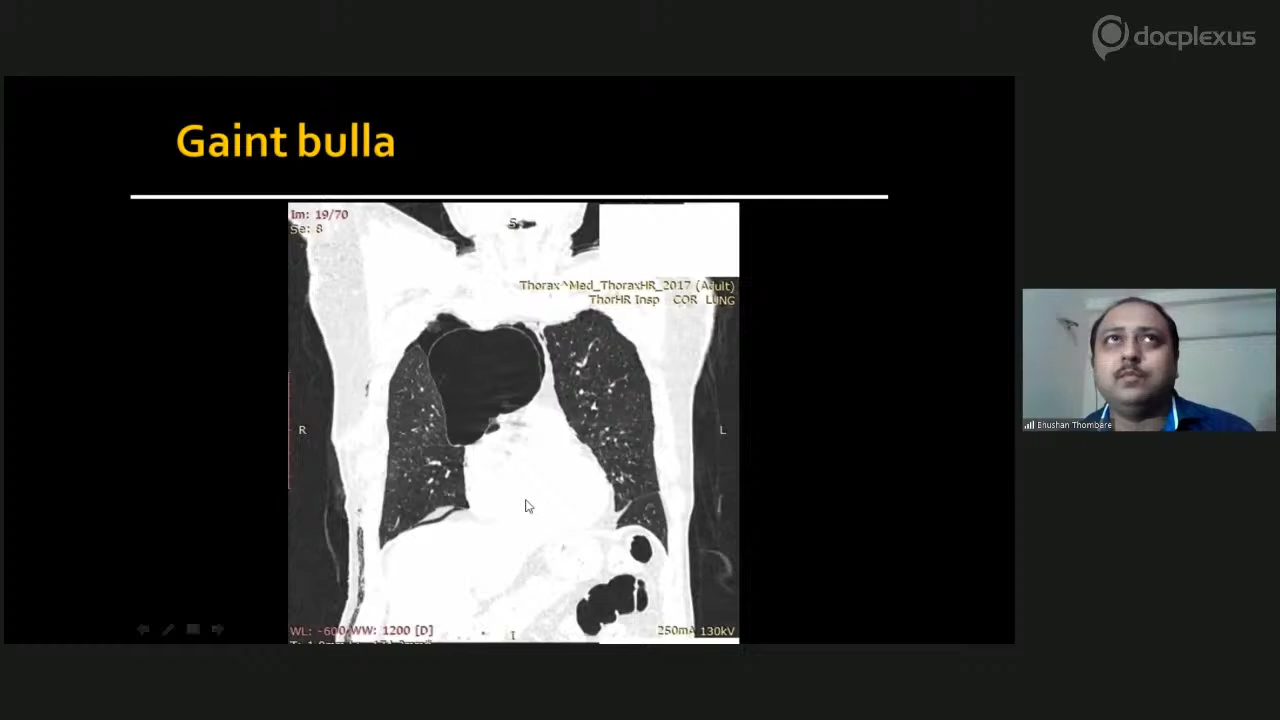 docplexus
Gaint bulla
Im: 19/70
Se: 8
S
Thorax^Med_ThoraxHR_2017 (Adult)
ThorHR Insp COR LUNG
R
L
Bhushan Thombare
WL: -600 WW: 1200 [D]
I
250mA 130kV